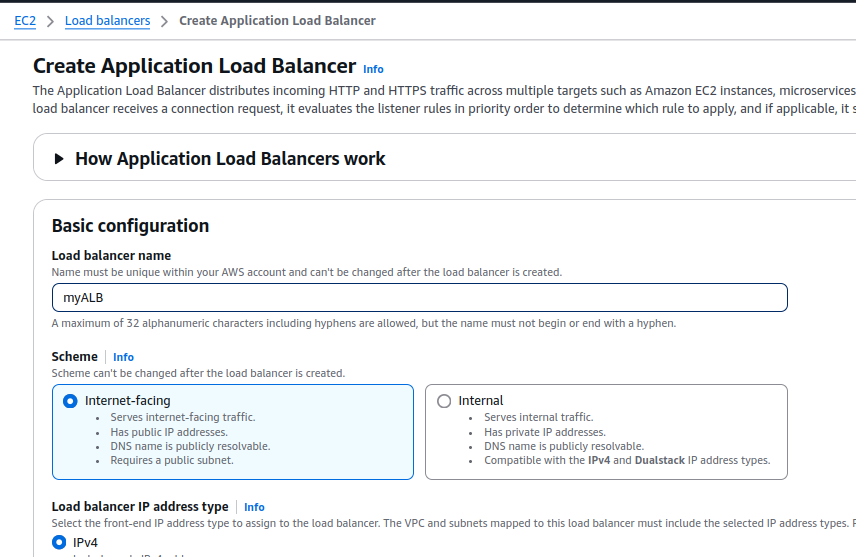 EC2 > Load balancers > Create Application Load Balancer
Create Application Load Balancer Info
The Application Load Balancer distributes incoming HTTP and HTTPS traffic across multiple targets such as Amazon EC2 instances, microservices
load balancer receives a connection request, it evaluates the listener rules in priority order to determine which rule to apply, and if applicable, it s
How Application Load Balancers work
Basic configuration
Load balancer name
Name must be unique within your AWS account and can't be changed after the load balancer is created.
myALB
A maximum of 32 alphanumeric characters including hyphens are allowed, but the name must not begin or end with a hyphen.
Scheme Info
Scheme can't be changed after the load balancer is created.
Internet-facing
• Serves internet-facing traffic.
• Has public IP addresses.
• DNS name is publicly resolvable.
• Requires a public subnet.
Internal
• Serves internal traffic.
• Has private IP addresses.
• DNS name is publicly resolvable.
• Compatible with the IPv4 and Dualstack IP address types.
Load balancer IP address type Info
Select the front-end IP address type to assign to the load balancer. The VPC and subnets mapped to this load balancer must include the selected IP address types.
IPv4